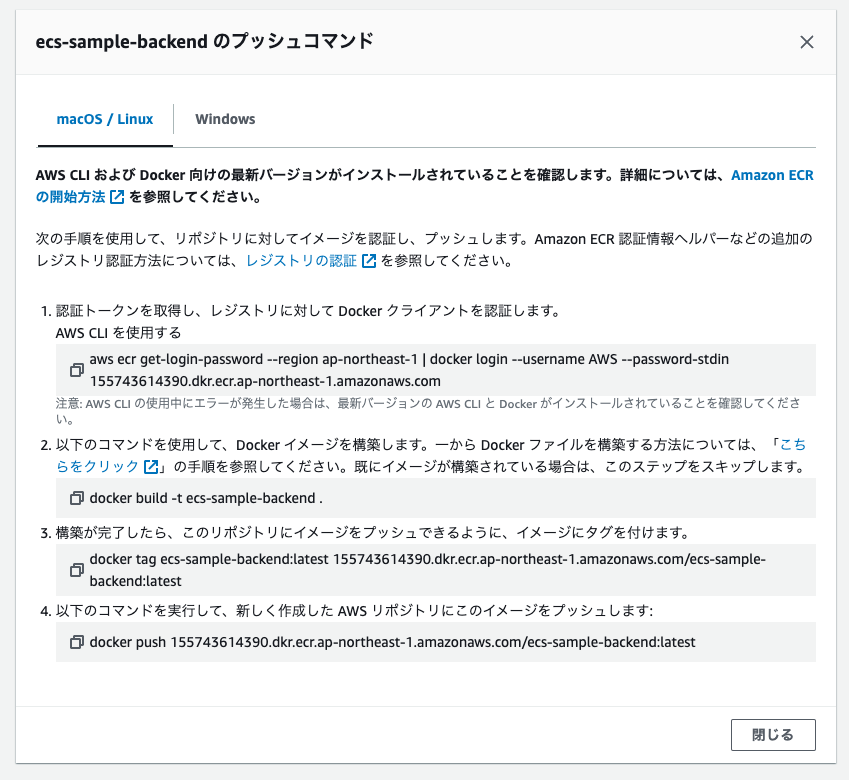 ecs-sample-backend のプッシュコマンド
macOS / Linux
Windows
AWS CLI および Docker 向けの最新バージョンがインストールされていることを確認します。詳細については、Amazon ECR
の開始方法 を参照してください。
次の手順を使用して、リポジトリに対してイメージを認証し、プッシュします。Amazon ECR 認証情報ヘルパーなどの追加の
レジストリ認証方法については、レジストリの認証 を参照してください。
1. 認証トークンを取得し、レジストリに対して Docker クライアントを認証します。
AWS CLI を使用する
aws ecr get-login-password --region ap-northeast-1 | docker login --username AWS --password-stdin
155743614390.dkr.ecr.ap-northeast-1.amazonaws.com
注意: AWS CLI の使用中にエラーが発生した場合は、最新バージョンの AWS CLI と Docker がインストールされていることを確認してくださ
い。
2. 以下のコマンドを使用して、Docker イメージを構築します。一から Docker ファイルを構築する方法については、「こち
らをクリック 」の手順を参照してください。既にイメージが構築されている場合は、このステップをスキップします。
docker build -t ecs-sample-backend .
3. 構築が完了したら、このリポジトリにイメージをプッシュできるように、イメージにタグを付けます。
docker tag ecs-sample-backend:latest 155743614390.dkr.ecr.ap-northeast-1.amazonaws.com/ecs-sample-
backend:latest
4. 以下のコマンドを実行して、新しく作成した AWS リポジトリにこのイメージをプッシュします:
docker push 155743614390.dkr.ecr.ap-northeast-1.amazonaws.com/ecs-sample-backend:latest
閉じる